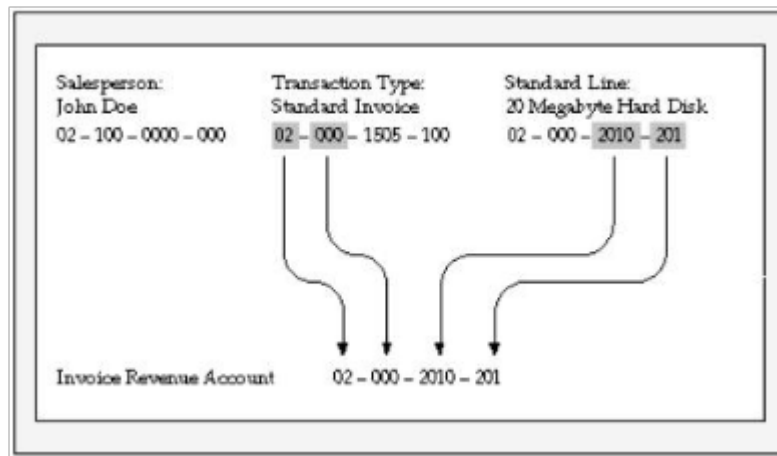 Salesperson:
John Doe
02 – 100 – 0000 – 000
Transaction Type:
Standard Invoice
02 – 000 – 1505 – 100
Standard Line:
20 Megabyte Hard Disk
02 – 000 – 2010 – 201
Invoice Revenue Account 02 – 000 – 2010 – 201